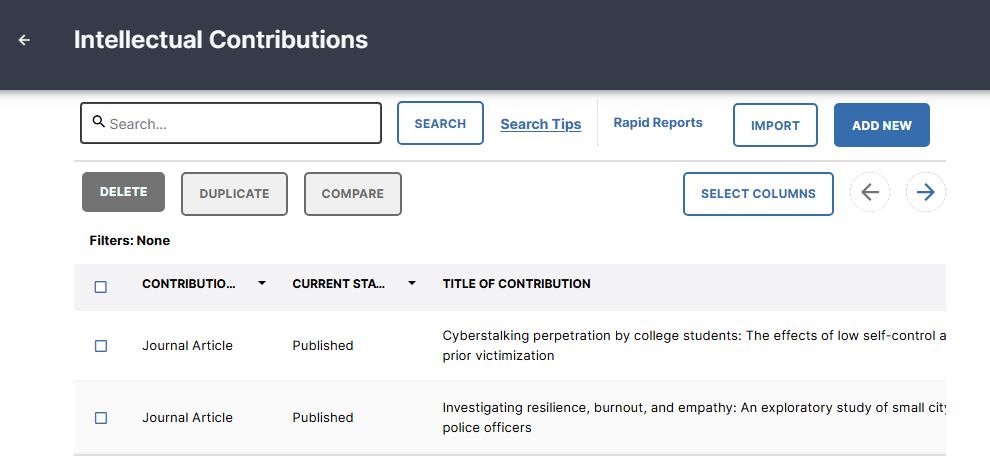 Intellectual Contributions
Search...
SEARCH
Search Tips
Rapid Reports
IMPORT
ADD NEW
DELETE
DUPLICATE
COMPARE
SELECT COLUMNS
Filters: None
CONTRIBUTIO...
CURRENT STA...
TITLE OF CONTRIBUTION
Journal Article
Published
Cyberstalking perpetration by college students: The effects of low self-control a
prior victimization
Journal Article
Published
Investigating resilience, burnout, and empathy: An exploratory study of small city
police officers